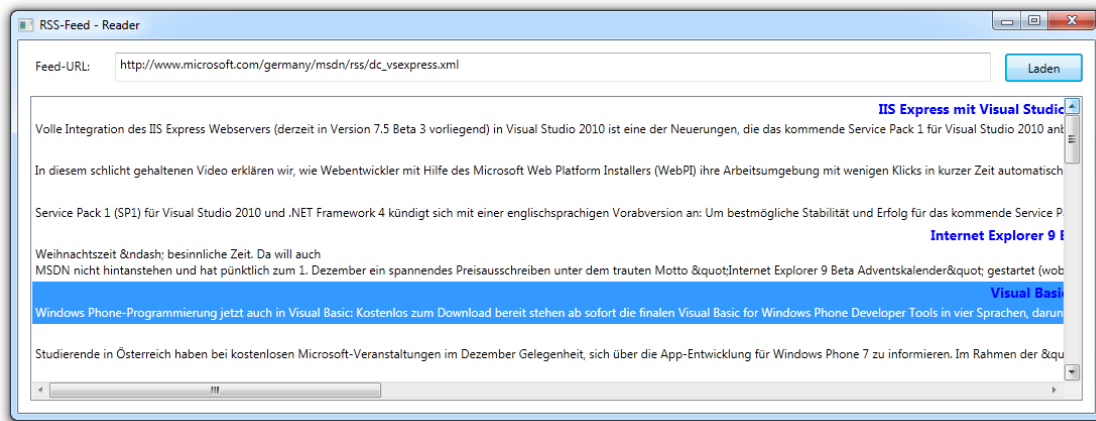 RSS-Feed - Reader
Feed-URL:
http://www.microsoft.com/germany/msdn/rss/dc_vsexpress.xml
Laden
IIS Express mit Visual Studio
Volle Integration des IIS Express Webservers (derzeit in Version 7.5 Beta 3 vorliegend) in Visual Studio 2010 ist eine der Neuerungen, die das kommende Service Pack 1 für Visual Studio 2010
In diesem schlicht gehaltenen Video erklären wir, wie Webentwickler mit Hilfe des Microsoft Web Platform Installers (WebPI) ihre Arbeitsumgebung mit wenigen Klicks in kurzer Zeit automatisch
Service Pack 1 (SP1) für Visual Studio 2010 und .NET Framework 4 kündigt sich mit einer englischsprachigen Vorabversion an: Um bestmögliche Stabilität und Erfolg für das kommende Service
Internet Explorer 9
Weihnachtszeit &ndash; besinnliche Zeit. Da will auch
MSDN nicht hintanstehen und hat pünktlich zum 1. Dezember ein spannendes Preisausschreiben unter dem trauten Motto &quot;Internet Explorer 9 Beta Adventskalender&quot; gestartet (wob
Visual Basic
Windows Phone-Programmierung jetzt auch in Visual Basic: Kostenlos zum Download bereit stehen ab sofort die finalen Visual Basic for Windows Phone Developer Tools in vier Sprachen, darun
Studierende in Österreich haben bei kostenlosen Microsoft-Veranstaltungen im Dezember Gelegenheit, sich über die App-Entwicklung für Windows Phone 7 zu informieren. Im Rahmen der &qu